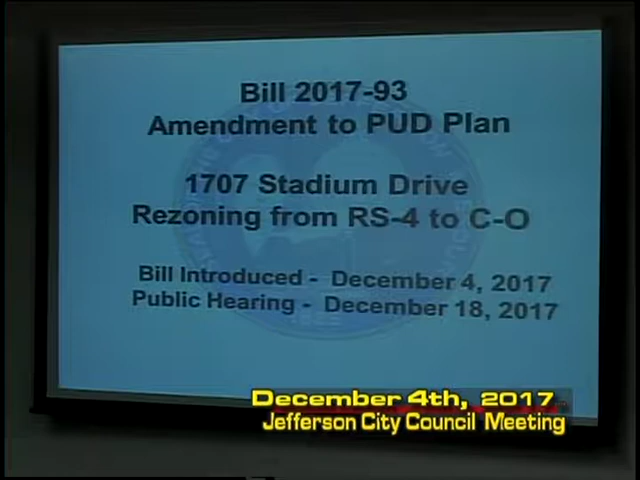 Bill 2017-93
Amendment to PUD Plan
1707 Stadium Drive
Rezoning from RS-4 to C-O
Bill Introduced - December 4, 2017
Public Hearing - December 18, 2017
December 4th, 2017
Jefferson City Council Meeting